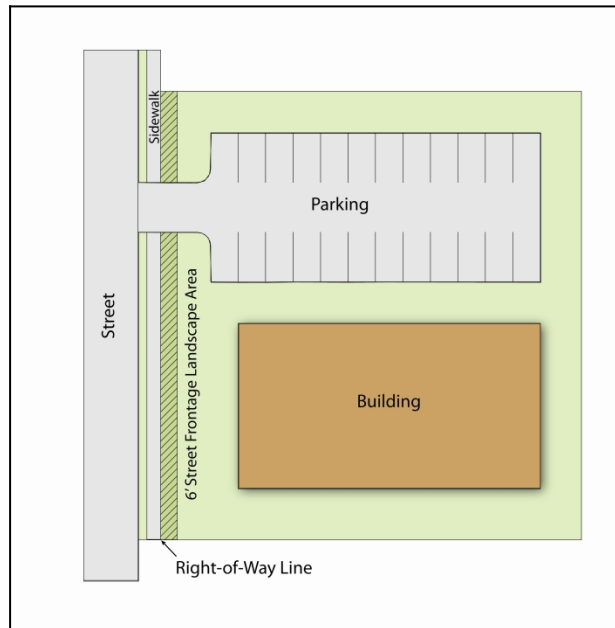 Sidewalk
Parking
Street
6' Street Frontage Landscape Area
Building
Right-of-Way Line